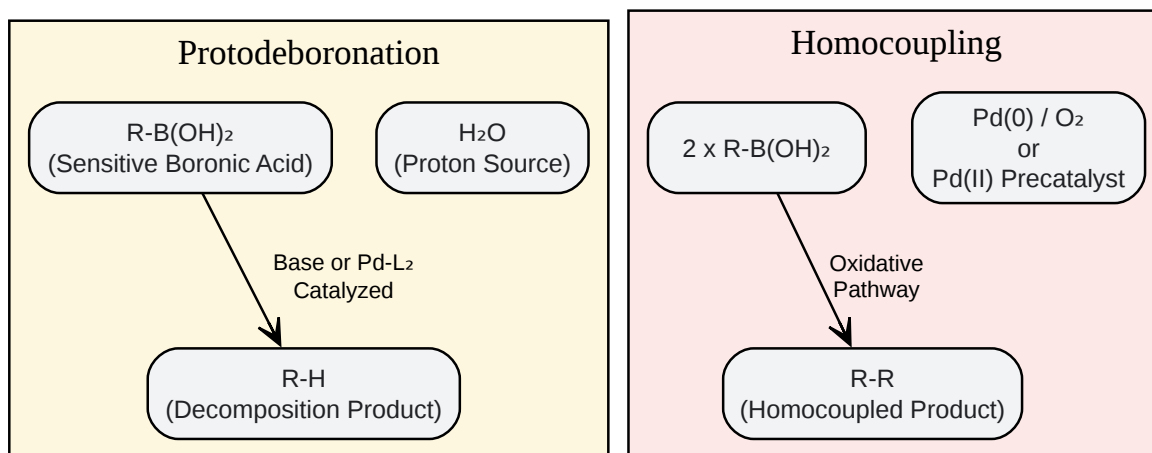 Protodeboronation
R-B(OH)₂
(Sensitive Boronic Acid)
H₂O
(Proton Source)
Base or Pd-L₂
Catalyzed
R-H
(Decomposition Product)
Homocoupling
2 x R-B(OH)₂
Pd(0) / O₂
or
Pd(II) Precatalyst
Oxidative
Pathway
R-R
(Homocoupled Product)